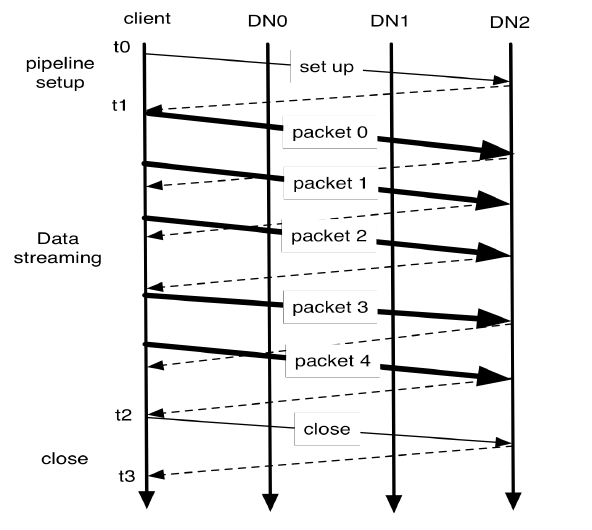 client DN0 DN1 DN2
t0
pipeline
setup
set up
t1
packet 0
packet 1
packet 2
Data
streaming
packet 3
packet 4
t2
close
close
t3